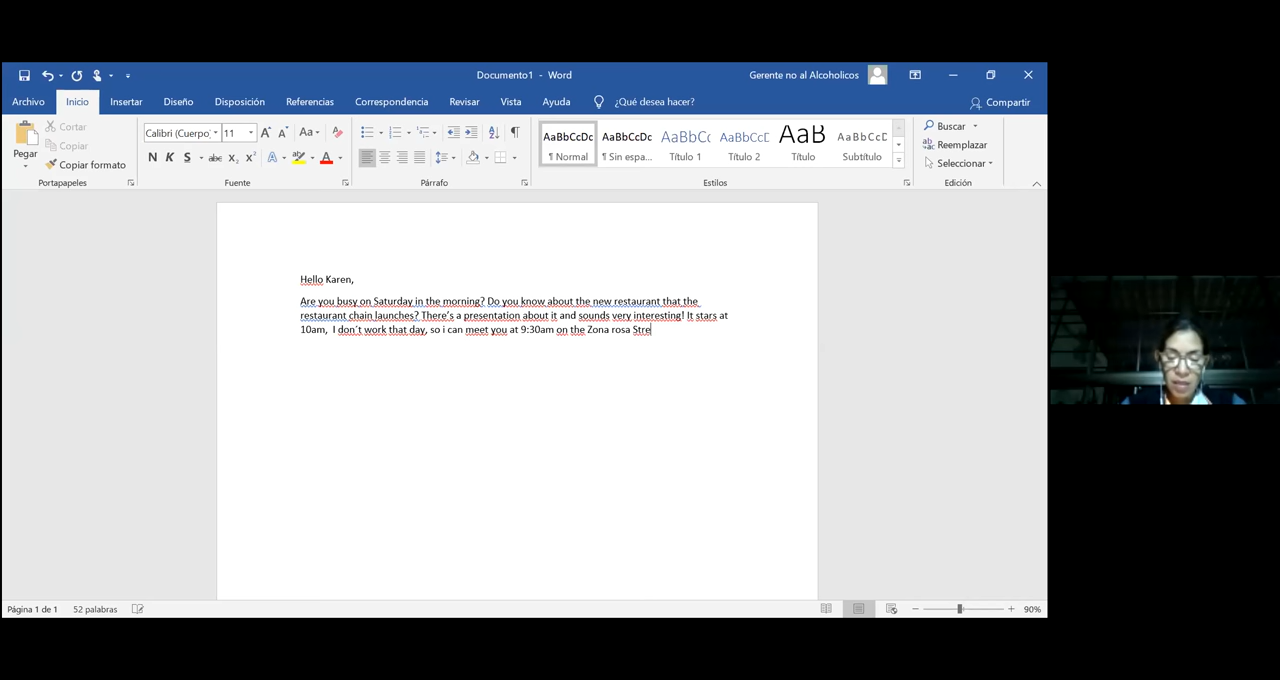 Documento1 - Word
Gerente no al Alcoholicos
Archivo Inicio Insertar Diseño Disposición Referencias Correspondencia Revisar Vista Ayuda ¿Qué desea hacer? Compartir
Pegar
Cortar
Copiar
Copiar formato
Portapapeles
Calibri (Cuerpo) 11
N K S abc X₂ X²
Fuente
Párrafo
AaBbCcDc AaBbCcDc AaBbCc AaBbCcD AaB AaBbCcD
¶ Normal ¶ Sin espa... Título 1 Título 2 Título Subtítulo
Estilos
Buscar
Reemplazar
Seleccionar
Edición
Hello Karen,
Are you busy on Saturday in the morning? Do you know about the new restaurant that the
restaurant chain launches? There's a presentation about it and sounds very interesting! It stars at
10am, I don´t work that day, so i can meet you at 9:30am on the Zona rosa Stre
Página 1 de 1 52 palabras 90%